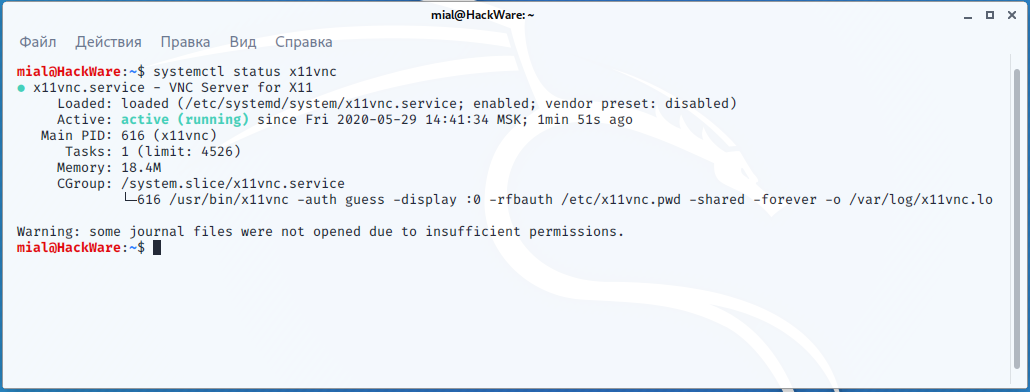 mial@HackWare: ~
Файл Действия Правка Вид Справка
mial@HackWare:~$ systemctl status x11vnc
● x11vnc.service - VNC Server for X11
Loaded: loaded (/etc/systemd/system/x11vnc.service; enabled; vendor preset: disabled)
Active: active (running) since Fri 2020-05-29 14:41:34 MSK; 1min 51s ago
Main PID: 616 (x11vnc)
Tasks: 1 (limit: 4526)
Memory: 18.4M
CGroup: /system.slice/x11vnc.service
└─616 /usr/bin/x11vnc -auth guess -display :0 -rfbauth /etc/x11vnc.pwd -shared -forever -o /var/log/x11vnc.lo
Warning: some journal files were not opened due to insufficient permissions.
mial@HackWare:~$